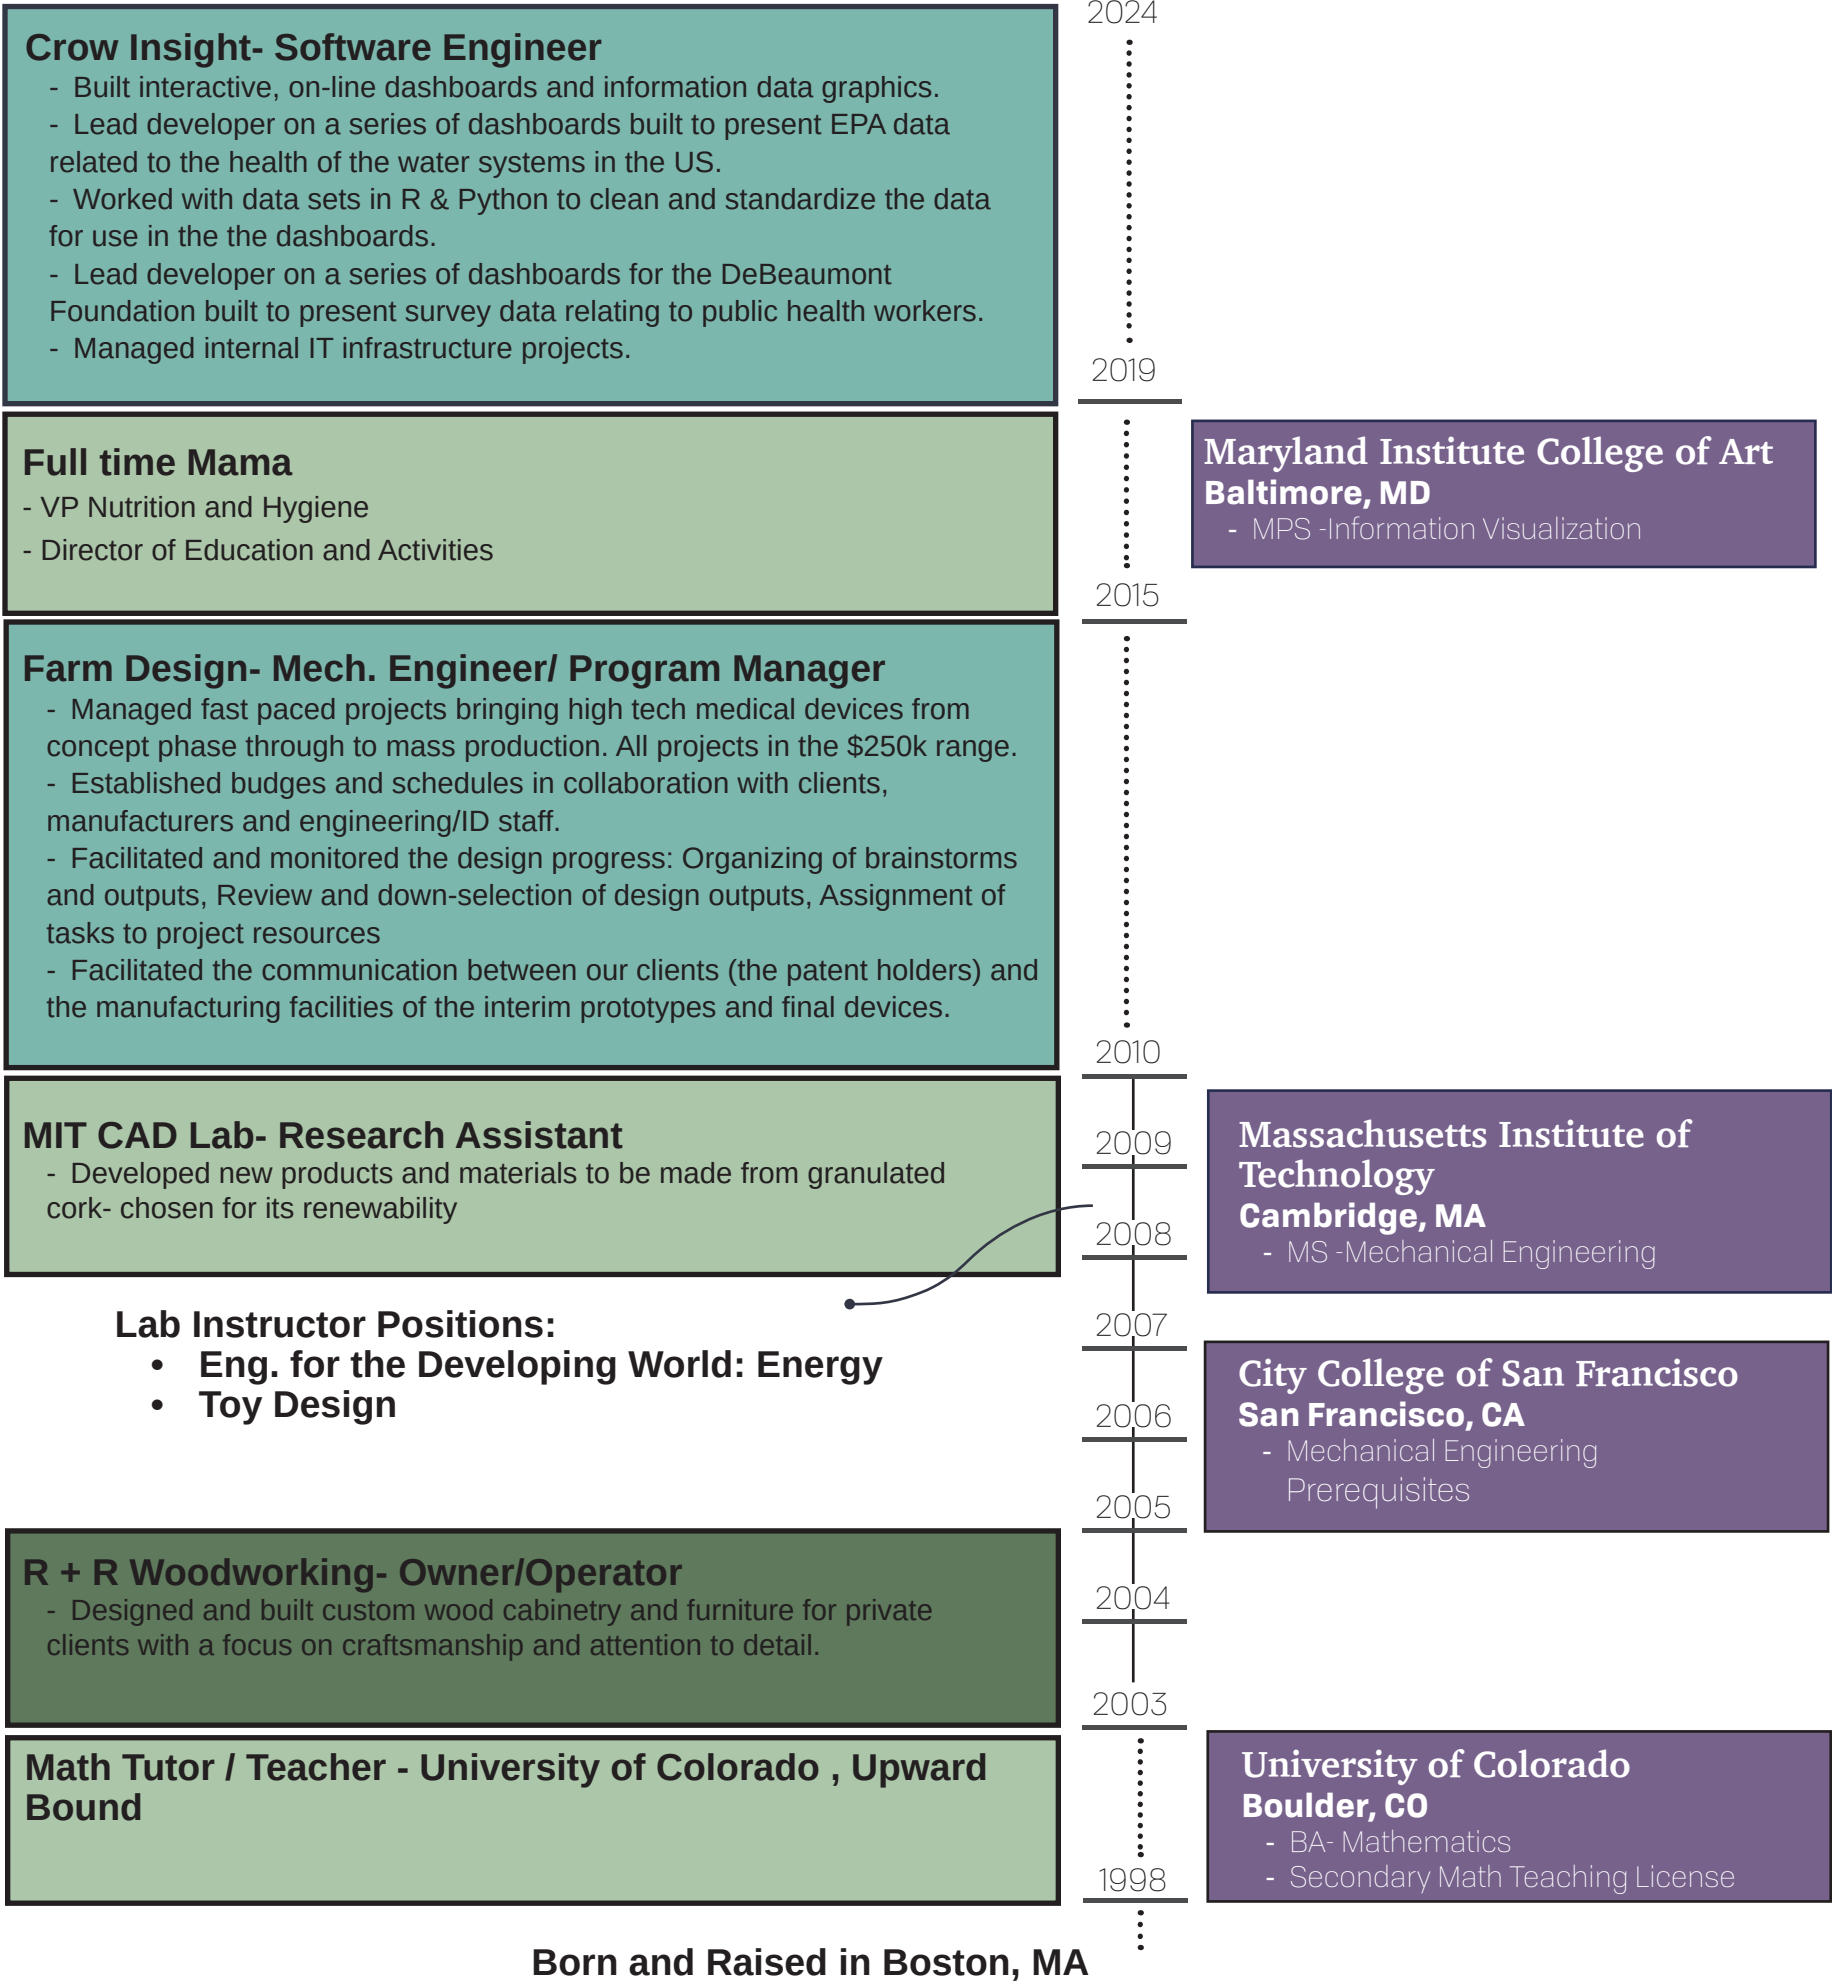 2024
Crow Insight- Software Engineer
- Built interactive, on-line dashboards and information data graphics.
- Lead developer on a series of dashboards built to present EPA data
related to the health of the water systems in the US.
- Worked with data sets in R & Python to clean and standardize the data
for use in the the dashboards.
- Lead developer on a series of dashboards for the DeBeaumont
Foundation built to present survey data relating to public health workers.
- Managed internal IT infrastructure projects.
2019
Full time Mama
- VP Nutrition and Hygiene
- Director of Education and Activities
Maryland Institute College of Art
Baltimore, MD
- MPS -Information Visualization
2015
Farm Design- Mech. Engineer/ Program Manager
- Managed fast paced projects bringing high tech medical devices from
concept phase through to mass production. All projects in the $250k range.
- Established budges and schedules in collaboration with clients,
manufacturers and engineering/ID staff.
- Facilitated and monitored the design progress: Organizing of brainstorms
and outputs, Review and down-selection of design outputs, Assignment of
tasks to project resources
- Facilitated the communication between our clients (the patent holders) and
the manufacturing facilities of the interim prototypes and final devices.
2010
MIT CAD Lab- Research Assistant
- Developed new products and materials to be made from granulated
cork- chosen for its renewability
2009
2008
Massachusetts Institute of
Technology
Cambridge, MA
- MS -Mechanical Engineering
Lab Instructor Positions:
• Eng. for the Developing World: Energy
• Toy Design
2007
2006
2005
City College of San Francisco
San Francisco, CA
- Mechanical Engineering
Prerequisites
R + R Woodworking- Owner/Operator
- Designed and built custom wood cabinetry and furniture for private
clients with a focus on craftsmanship and attention to detail.
2004
2003
Math Tutor / Teacher - University of Colorado , Upward
Bound
University of Colorado
Boulder, CO
- BA- Mathematics
- Secondary Math Teaching License
1998
Born and Raised in Boston, MA